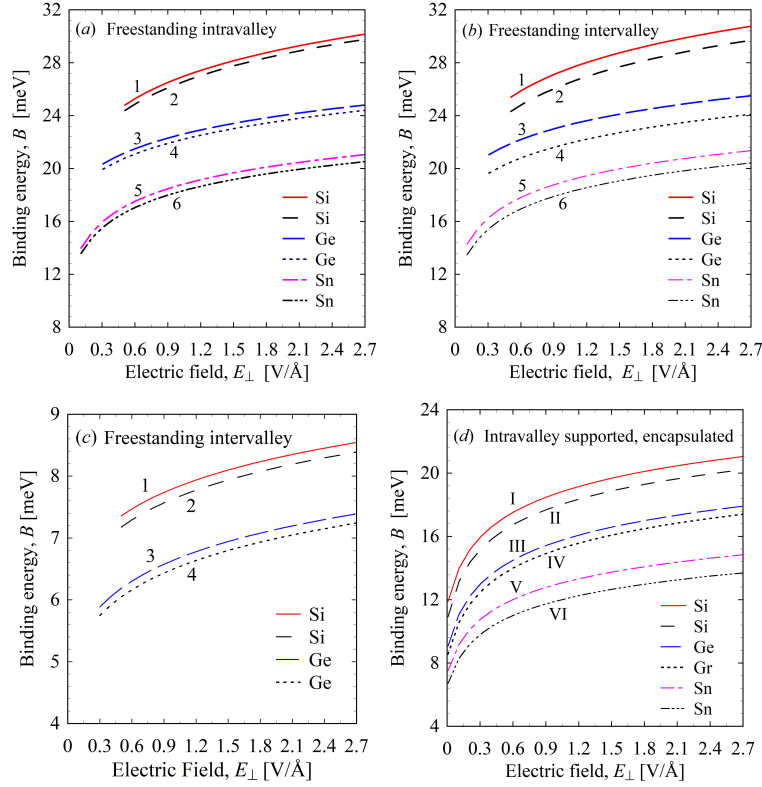 32
28
24
20
16
12
8
Binding energy, B [meV]
(a) Freestanding intravalley
1
2
3
4
5
6
Si
Si
Ge
Ge
Sn
Sn
0 0.3 0.6 0.9 1.2 1.5 1.8 2.1 2.4 2.7
Electric field, E⊥ [V/Å]
32
28
24
20
16
12
8
Binding energy, B [meV]
(b) Freestanding intervalley
1
2
3
4
5
6
Si
Si
Ge
Ge
Sn
Sn
0 0.3 0.6 0.9 1.2 1.5 1.8 2.1 2.4 2.7
Electric field, E⊥ [V/Å]
9
8
7
6
5
4
Binding energy, B [meV]
(c) Freestanding intervalley
1
2
3
4
Si
Si
Ge
Ge
0 0.3 0.6 0.9 1.2 1.5 1.8 2.1 2.4 2.7
Electric Field, E⊥ [V/Å]
24
20
16
12
8
4
Binding energy, B [meV]
(d) Intravalley supported, encapsulated
I
II
III
IV
V
VI
Si
Si
Ge
Gr
Sn
Sn
0 0.3 0.6 0.9 1.2 1.5 1.8 2.1 2.4 2.7
Electric field, E⊥ [V/Å]